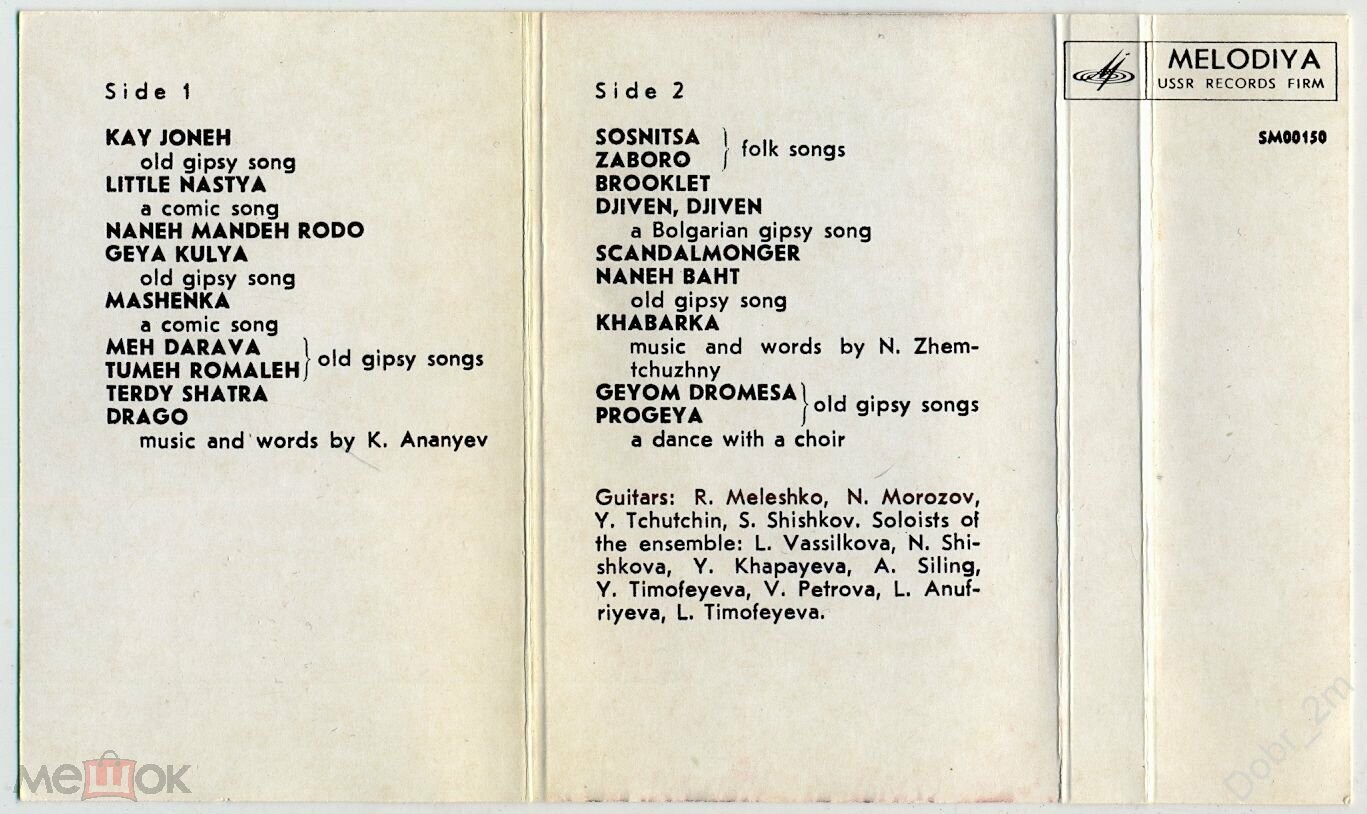 Side 1
KAY JONEH
old gipsy song
LITTLE NASTYA
a comic song
NANEH MANDEH RODO
GEYA KULYA
old gipsy song
MASHENKA
a comic song
MEH DARAVA
TUMEH ROMALEH
old gipsy songs
TERDY SHATRA
DRAGO
music and words by K. Ananyev
Side 2
SOSNITSA
ZABORO
folk songs
BROOKLET
DJIVEN, DJIVEN
a Bolgarian gipsy song
SCANDALMONGER
NANEH BAHT
old gipsy song
KHABARKA
music and words by N. Zhem-
tchuzhny
GEYOM DROMESA
PROGEYA
old gipsy songs
a dance with a choir
Guitars: R. Meleshko, N. Morozov,
Y. Tchutchin, S. Shishkov. Soloists of
the ensemble: L. Vassilkova, N. Shi-
shkova, Y. Khapayeva, A. Siling,
Y. Timofeyeva, V. Petrova, L. Anuf-
riyeva, L. Timofeyeva.
MELODIYA
USSR RECORDS FIRM
SM00150
мешок
Dobr_2m